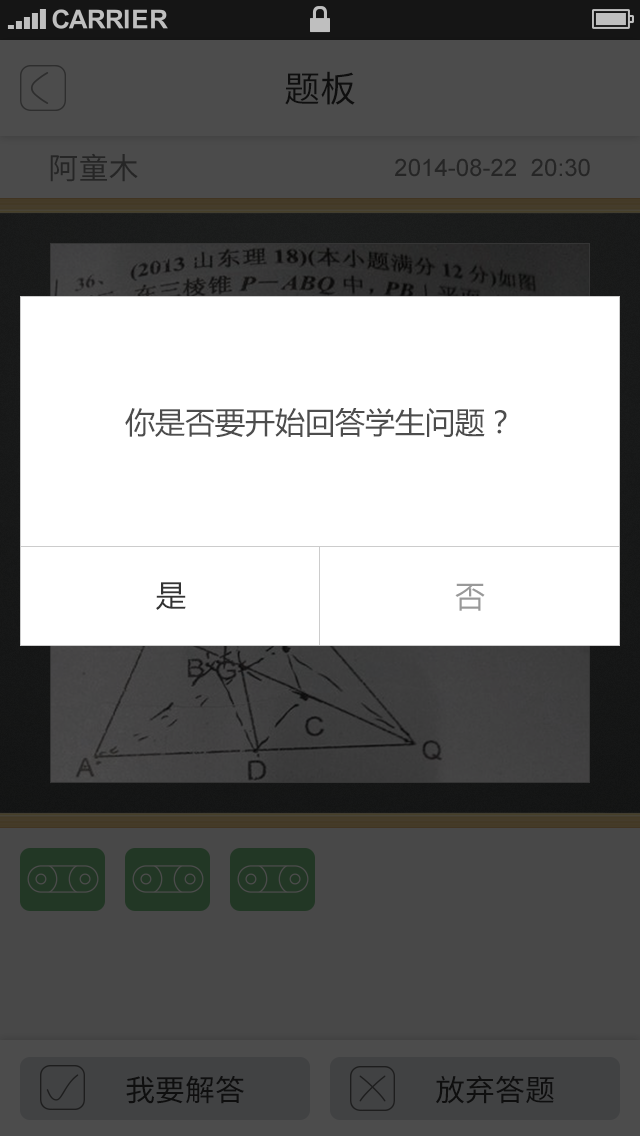 CARRIER
题板
阿童木
2014-08-22 20:30
36、(2013 山东理 18)(本小题满分 12 分)如图
在三棱锥 P－ABQ 中，PB
你是否要开始回答学生问题？
是
否
B G
C
A D Q
我要解答
放弃答题